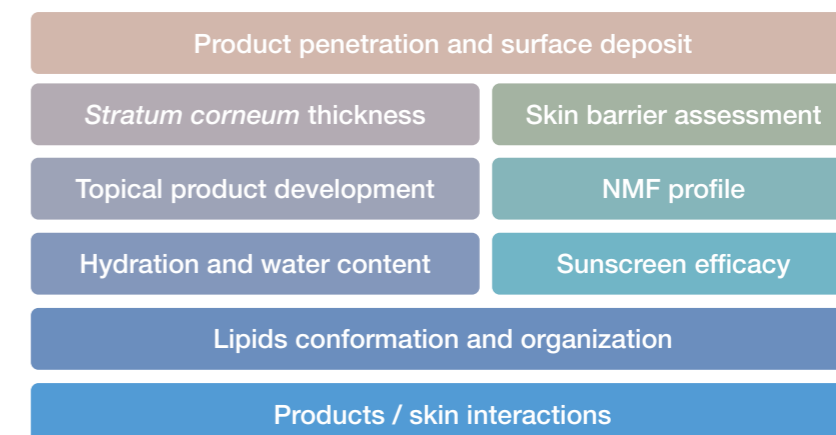 Product penetration and surface deposit
Stratum corneum thickness
Skin barrier assessment
Topical product development
NMF profile
Hydration and water content
Sunscreen efficacy
Lipids conformation and organization
Products / skin interactions